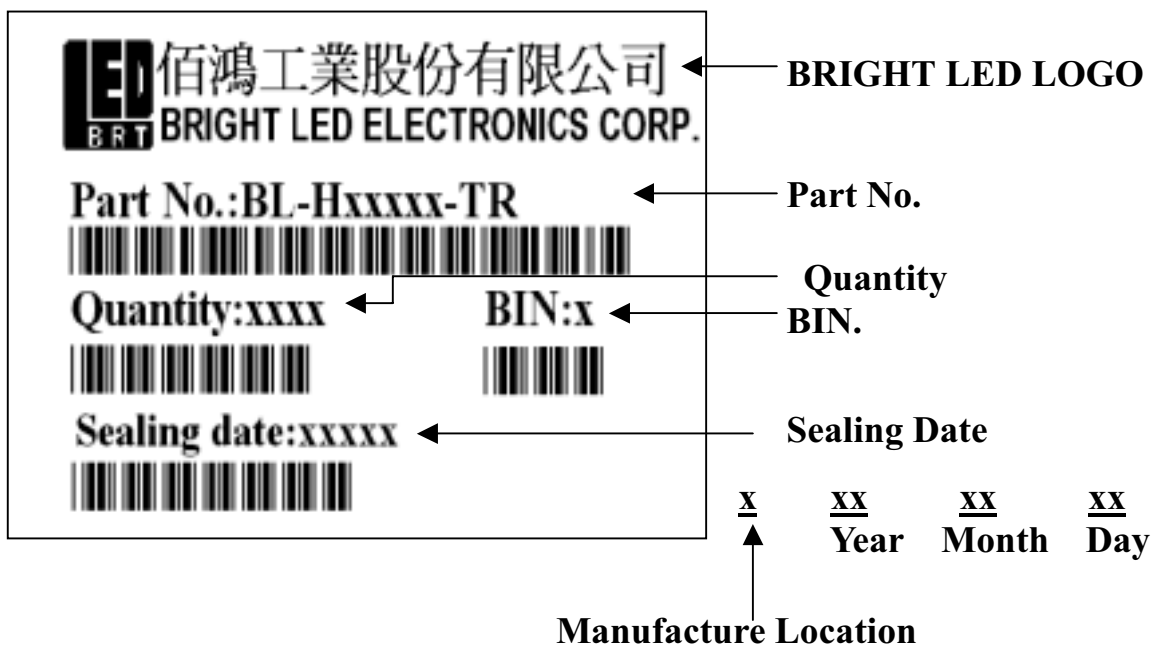 LED 佰鴻工業股份有限公司
BRT BRIGHT LED ELECTRONICS CORP.
BRIGHT LED LOGO
Part No.:BL-Hxxxxx-TR
Part No.
Quantity:xxxx
BIN:x
Quantity
BIN.
Sealing date:xxxxx
Sealing Date
x xx xx xx
Year Month Day
Manufacture Location